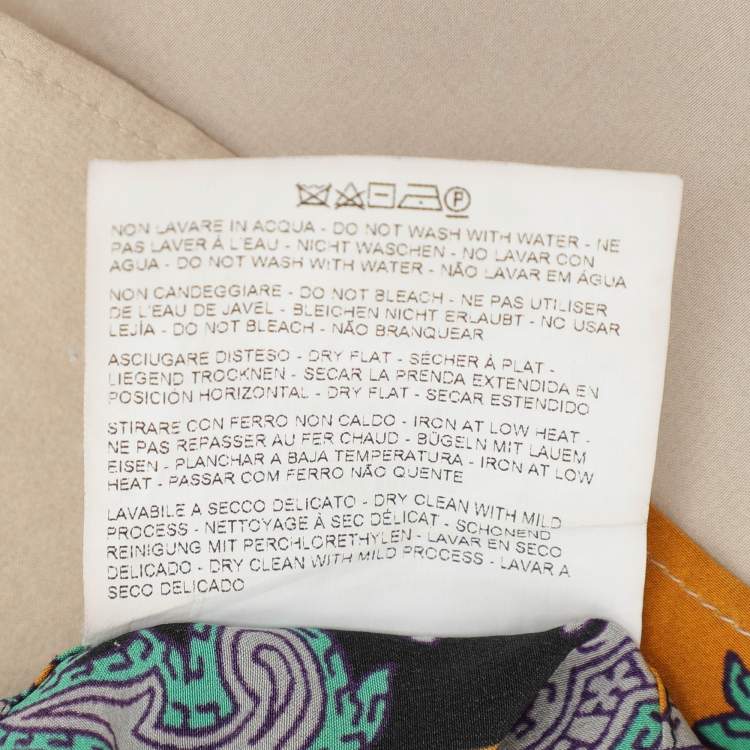 NON LAVARE IN ACQUA - DO NOT WASH WITH WATER - NE
PAS LAVER À L'EAU - NICHT WASCHEN - NO LAVAR CON
AGUA - DO NOT WASH WITH WATER - NÃO LAVAR EM ÁGUA
NON CANDEGGIARE - DO NOT BLEACH - NE PAS UTILISER
DE L'EAU DE JAVEL - BLEICHEN NICHT ERLAUBT - NO USAR
LEJÍA - DO NOT BLEACH - NÃO BRANQUEAR
ASCIUGARE DISTESO - DRY FLAT - SÉCHER À PLAT -
LIEGEND TROCKNEN - SECAR LA PRENDA EXTENDIDA EN
POSICIÓN HORIZONTAL - DRY FLAT - SECAR ESTENDIDO
STIRARE CON FERRO NON CALDO - IRON AT LOW HEAT -
NE PAS REPASSER AU FER CHAUD - BÜGELN MIT LAUEM
EISEN - PLANCHAR A BAJA TEMPERATURA - IRON AT LOW
HEAT - PASSAR COM FERRO NÃO QUENTE
LAVABILE A SECCO DELICATO - DRY CLEAN WITH MILD
PROCESS - NETTOYAGE À SEC DÉLICAT - SCHONEND
REINIGUNG MIT PERCHLORETHYLEN - LAVAR EN SECO
DELICADO - DRY CLEAN WITH MILD PROCESS - LAVAR A
SECO DELICADO